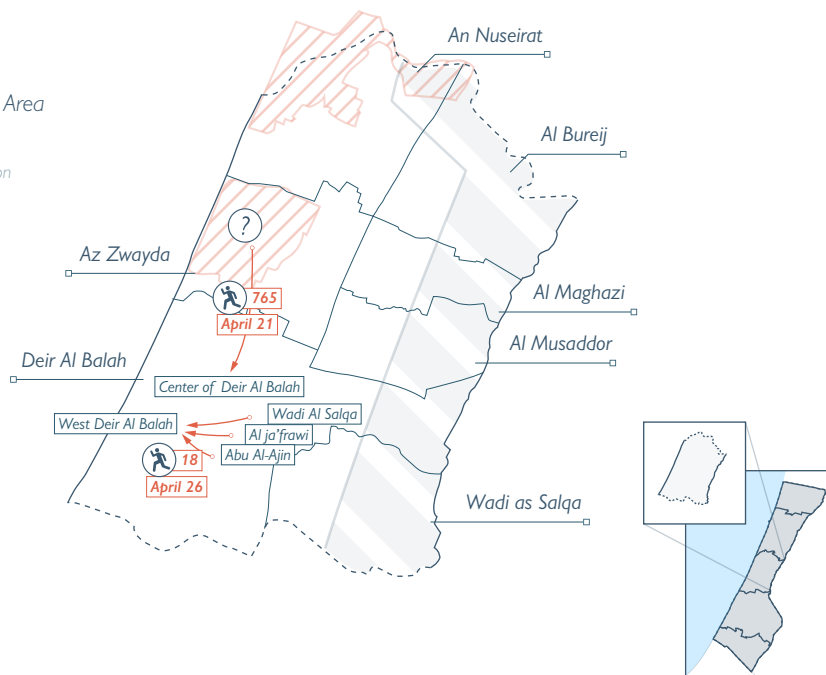 An Nuseirat
Area
Al Bureij
on
?
Az Zwayda
765
April 21
Al Maghazi
Al Musaddor
Deir Al Balah
Center of Deir Al Balah
Wadi Al Salqa
West Deir Al Balah
Al ja'frawi
Abu Al-Ajin
18
April 26
Wadi as Salqa